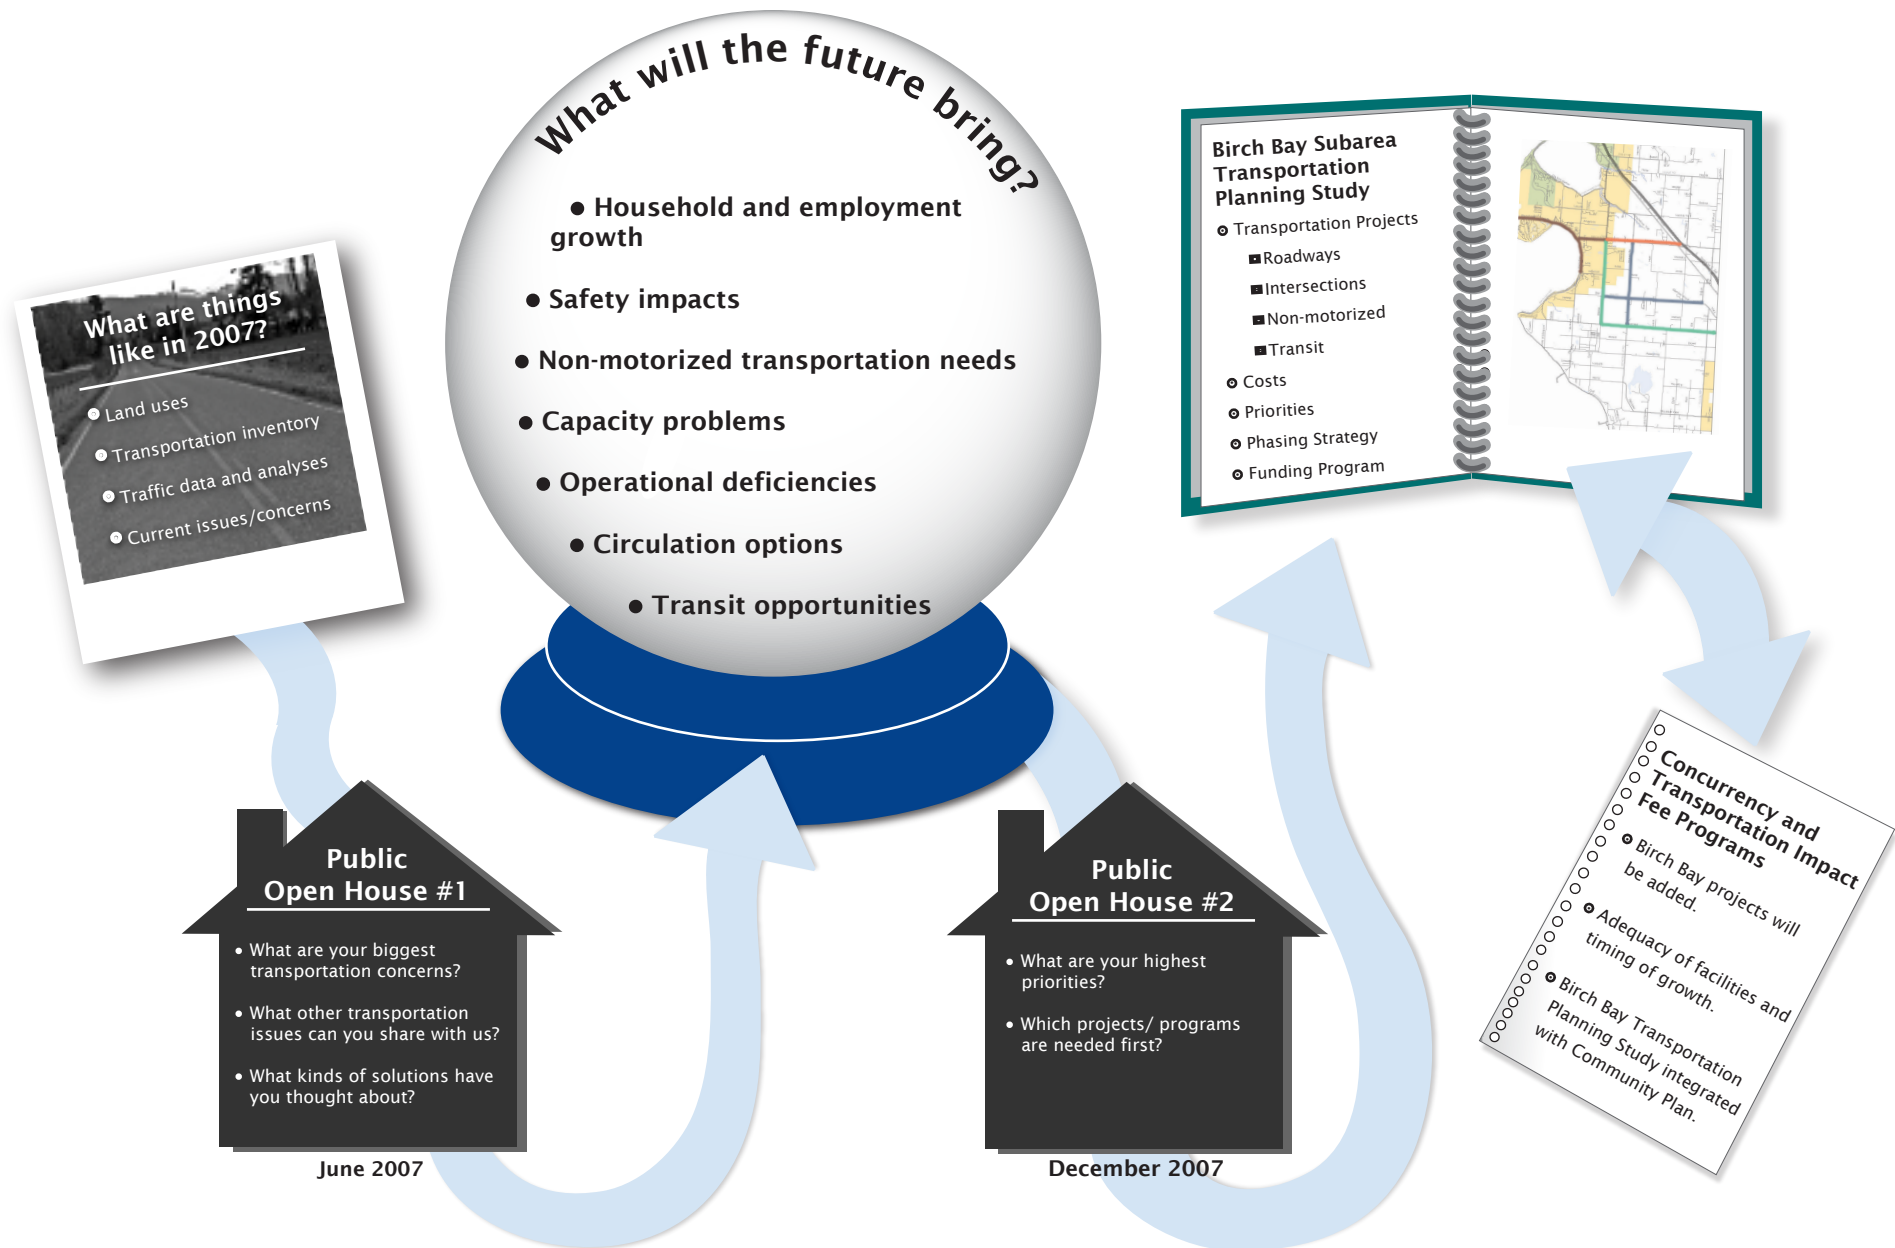 What are things
like in 2007?
Land uses
Transportation inventory
Traffic data and analyses
Current issues/concerns
Public
Open House #1
• What are your biggest
transportation concerns?
• What other transportation
issues can you share with us?
• What kinds of solutions have
you thought about?
June 2007
What will the future bring?
• Household and employment
growth
• Safety impacts
• Non-motorized transportation needs
• Capacity problems
• Operational deficiencies
• Circulation options
• Transit opportunities
Public
Open House #2
• What are your highest
priorities?
• Which projects/ programs
are needed first?
December 2007
Birch Bay Subarea
Transportation
Planning Study
Transportation Projects
Roadways
Intersections
Non-motorized
Transit
Costs
Priorities
Phasing Strategy
Funding Program
Concurrency and
Transportation Impact
Fee Programs
Birch Bay projects will
be added.
Adequacy of facilities and
timing of growth.
Birch Bay Transportation
Planning Study integrated
with Community Plan.